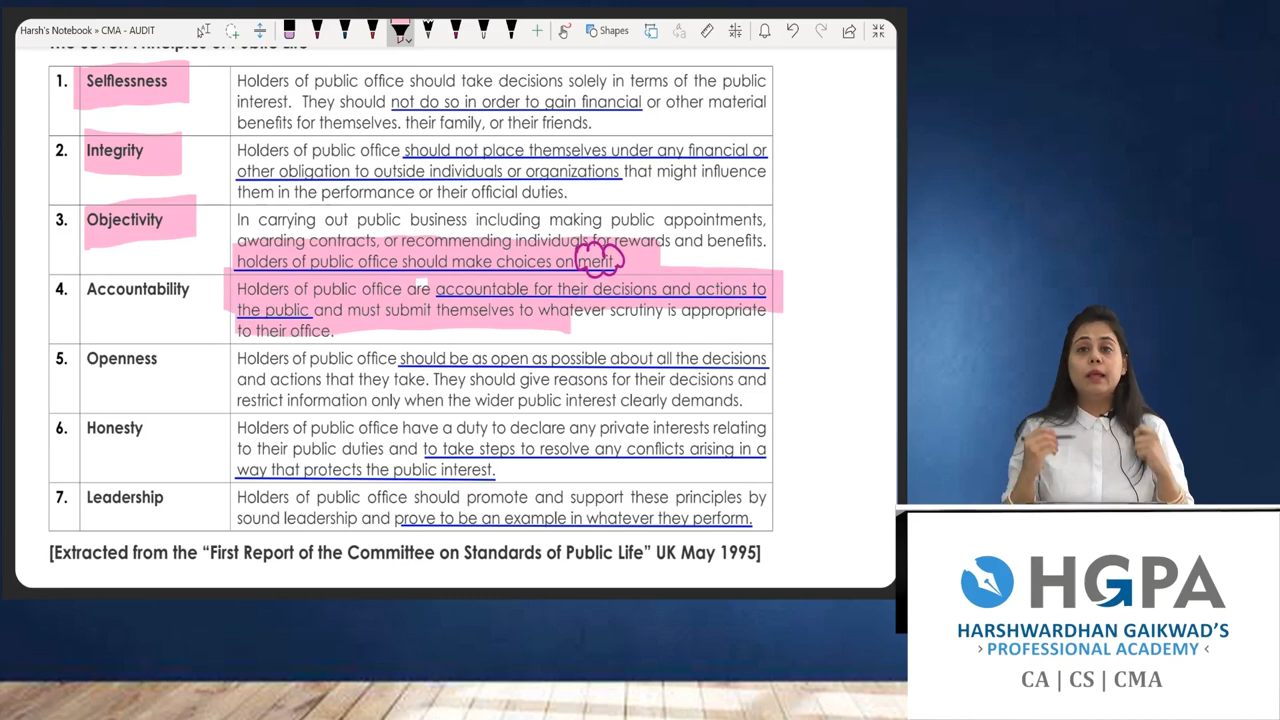 Harsh's Notebook » CMA - AUDIT
Shapes
The Seven Principles of Public Life
1. Selflessness
Holders of public office should take decisions solely in terms of the public
interest. They should not do so in order to gain financial or other material
benefits for themselves. their family, or their friends.
2. Integrity
Holders of public office should not place themselves under any financial or
other obligation to outside individuals or organizations that might influence
them in the performance or their official duties.
3. Objectivity
In carrying out public business including making public appointments,
awarding contracts, or recommending individuals for rewards and benefits.
holders of public office should make choices on merit.
4. Accountability
Holders of public office are accountable for their decisions and actions to
the public and must submit themselves to whatever scrutiny is appropriate
to their office.
5. Openness
Holders of public office should be as open as possible about all the decisions
and actions that they take. They should give reasons for their decisions and
restrict information only when the wider public interest clearly demands.
6. Honesty
Holders of public office have a duty to declare any private interests relating
to their public duties and to take steps to resolve any conflicts arising in a
way that protects the public interest.
7. Leadership
Holders of public office should promote and support these principles by
sound leadership and prove to be an example in whatever they perform.
[Extracted from the “First Report of the Committee on Standards of Public Life” UK May 1995]
HGPA
HARSHWARDHAN GAIKWAD'S
› PROFESSIONAL ACADEMY ‹
CA | CS | CMA